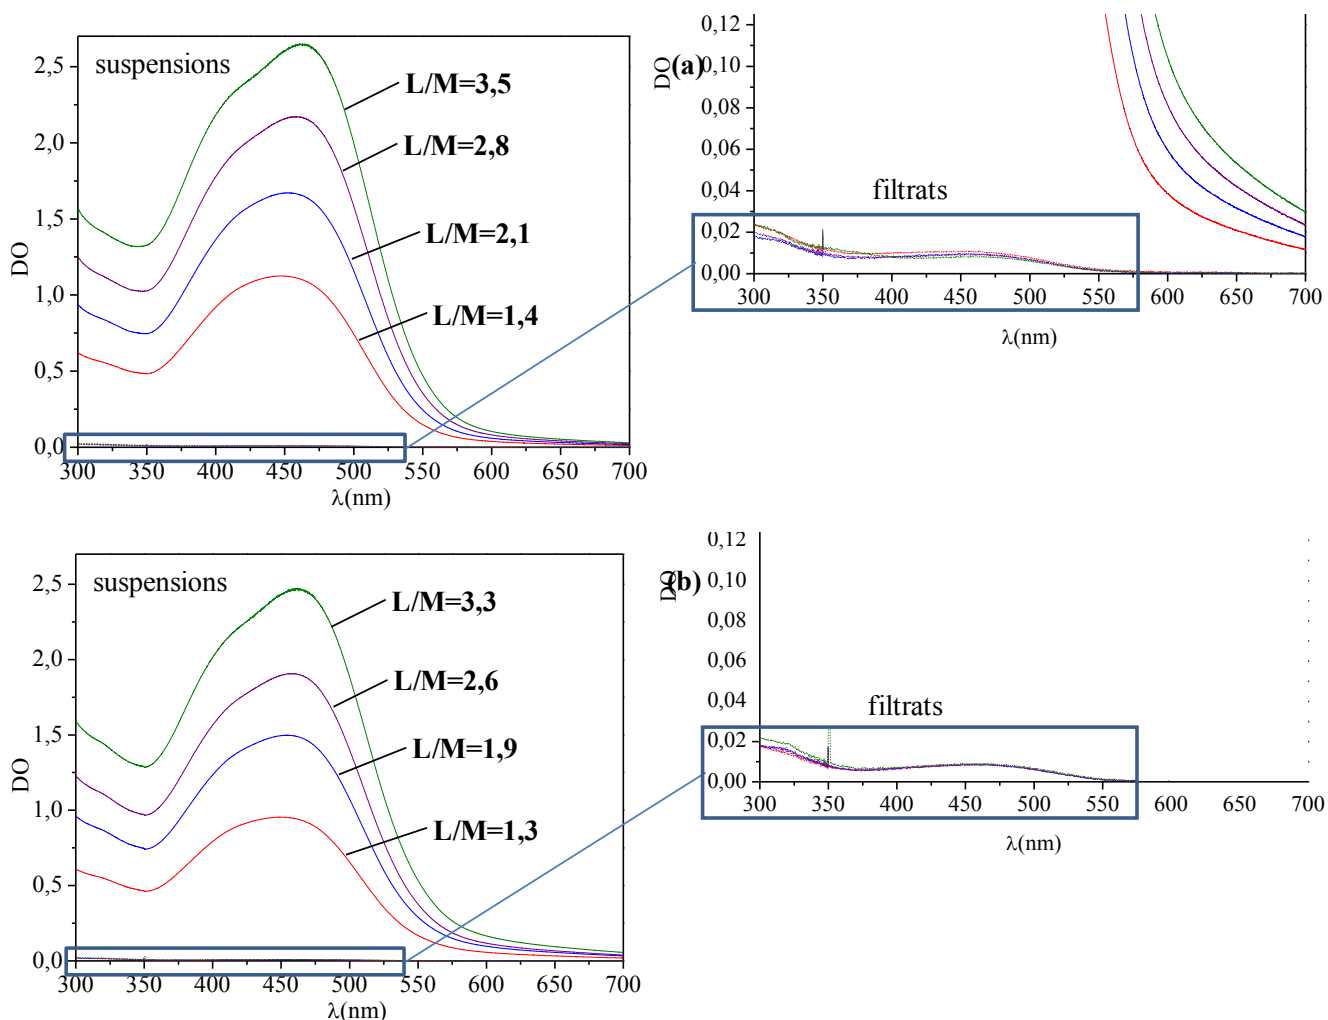 suspensions
L/M=3,5
L/M=2,8
L/M=2,1
L/M=1,4
2,5
2,0
1,5
1,0
0,5
0,0
DO
300 350 400 450 500 550 600 650 700
λ(nm)
(a)
0,12
0,10
0,08
0,06
0,04
0,02
0,00
DO
filtrats
300 350 400 450 500 550 600 650 700
λ(nm)
suspensions
L/M=3,3
L/M=2,6
L/M=1,9
L/M=1,3
2,5
2,0
1,5
1,0
0,5
0,0
DO
300 350 400 450 500 550 600 650 700
λ(nm)
(b)
0,12
0,10
0,08
0,06
0,04
0,02
0,00
DO
filtrats
300 350 400 450 500 550 600 650 700
λ(nm)